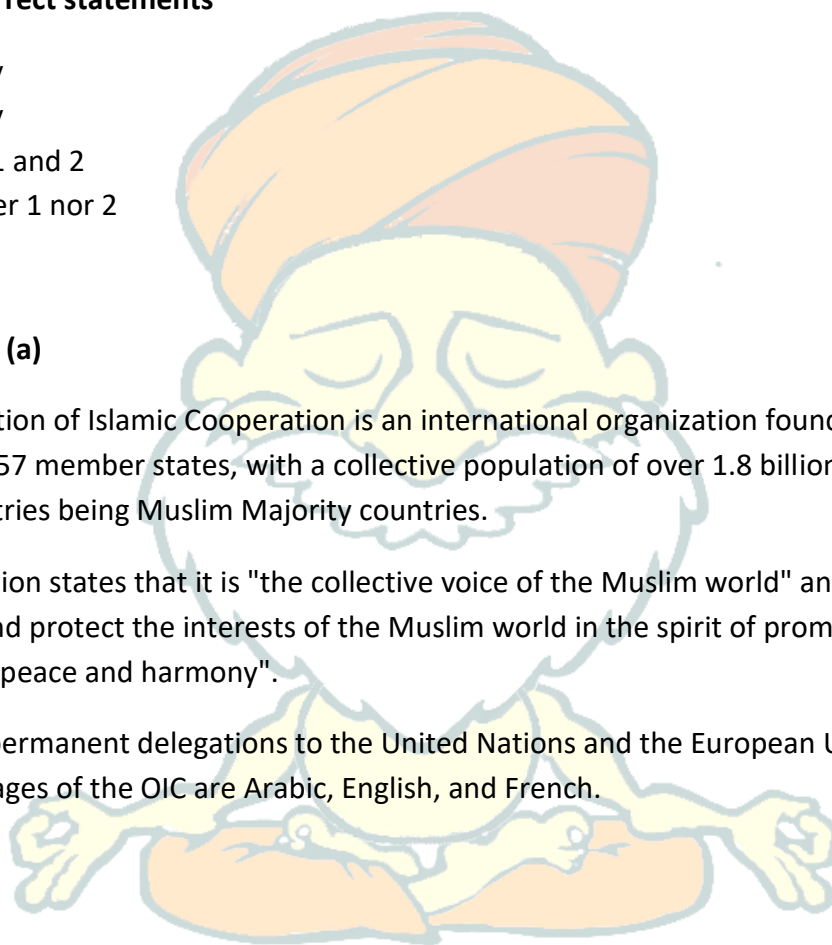 rect statements
1 and 2
er 1 nor 2
(a)
tion of Islamic Cooperation is an international organization found
57 member states, with a collective population of over 1.8 billion
tries being Muslim Majority countries.
ion states that it is "the collective voice of the Muslim world" an
nd protect the interests of the Muslim world in the spirit of prom
peace and harmony".
permanent delegations to the United Nations and the European U
ages of the OIC are Arabic, English, and French.